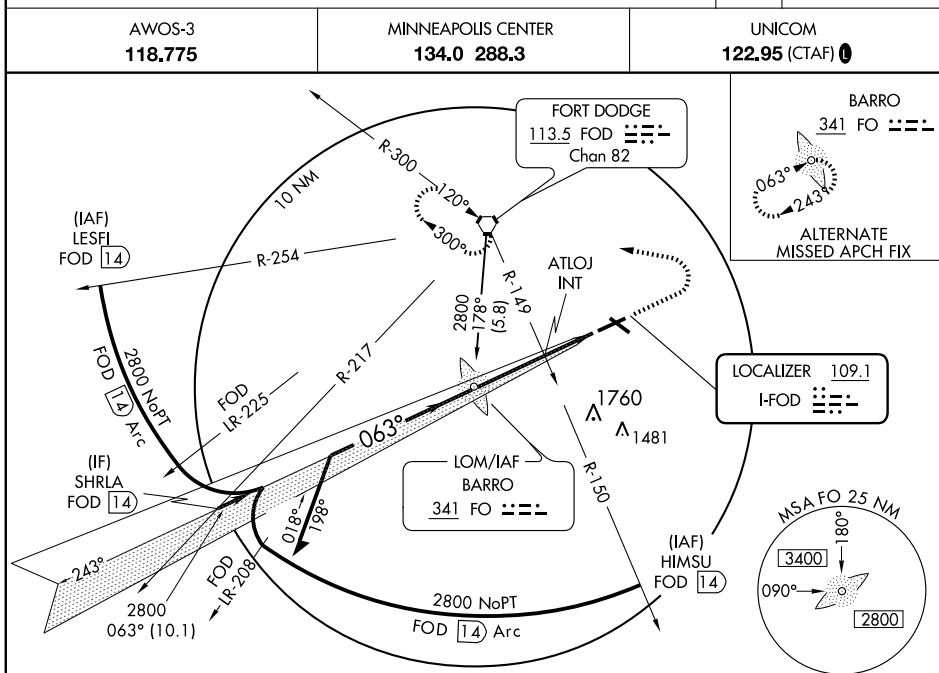 AWOS-3
118.775
MINNEAPOLIS CENTER
134.0 288.3
UNICOM
122.95 (CTAF) L
FORT DODGE
113.5 FOD
Chan 82
BARRO
341 FO
063°
243°
ALTERNATE
MISSED APCH FIX
R-300
120°
300°
10 NM
(IAF)
LESFI
FOD 14
R-254
ATLOJ
INT
R-149
2800
178°
(5.8)
R-217
2800 NoPT
FOD 14 Arc
FOD
LR-225
LOCALIZER 109.1
I-FOD
1760
1481
063°
(IF)
SHRLA
FOD 14
LOM/IAF
BARRO
341 FO
R-150
018°
198°
243°
FOD
LR-208
2800
063° (10.1)
2800 NoPT
FOD 14 Arc
(IAF)
HIMSU
FOD 14
MSA FO 25 NM
180°
3400
090°
2800